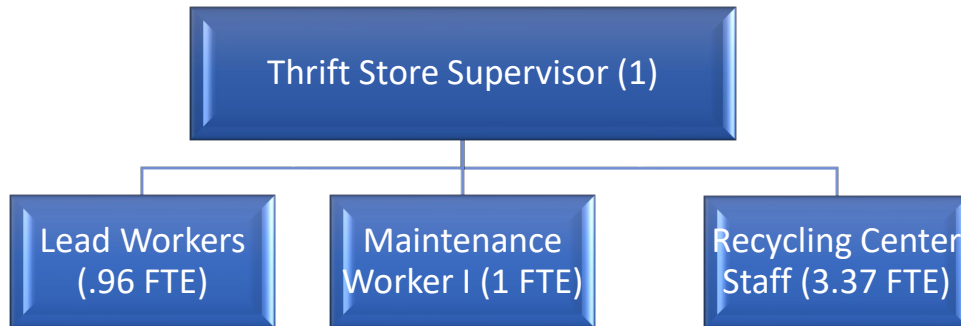 Thrift Store Supervisor (1)
Lead Workers
(.96 FTE)
Maintenance
Worker I (1 FTE)
Recycling Center
Staff (3.37 FTE)